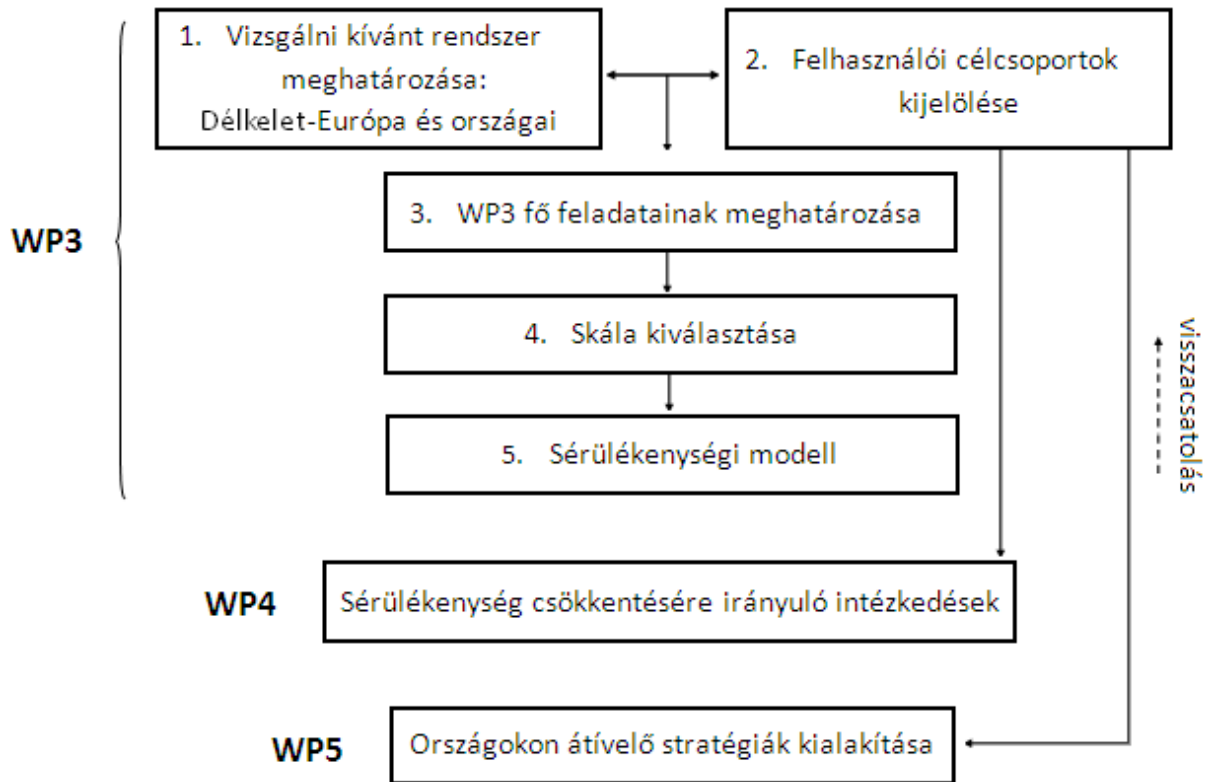 1. Vizsgálni kívánt rendszer
meghatározása:
Délkelet-Európa és országai
2. Felhasználói célcsoportok
kijelölése
3. WP3 fő feladatainak meghatározása
WP3
4. Skála kiválasztása
visszacsatolás
5. Sérülékenységi modell
WP4
Sérülékenység csökkentésére irányuló intézkedések
WP5
Országokon átívelő stratégiák kialakítása